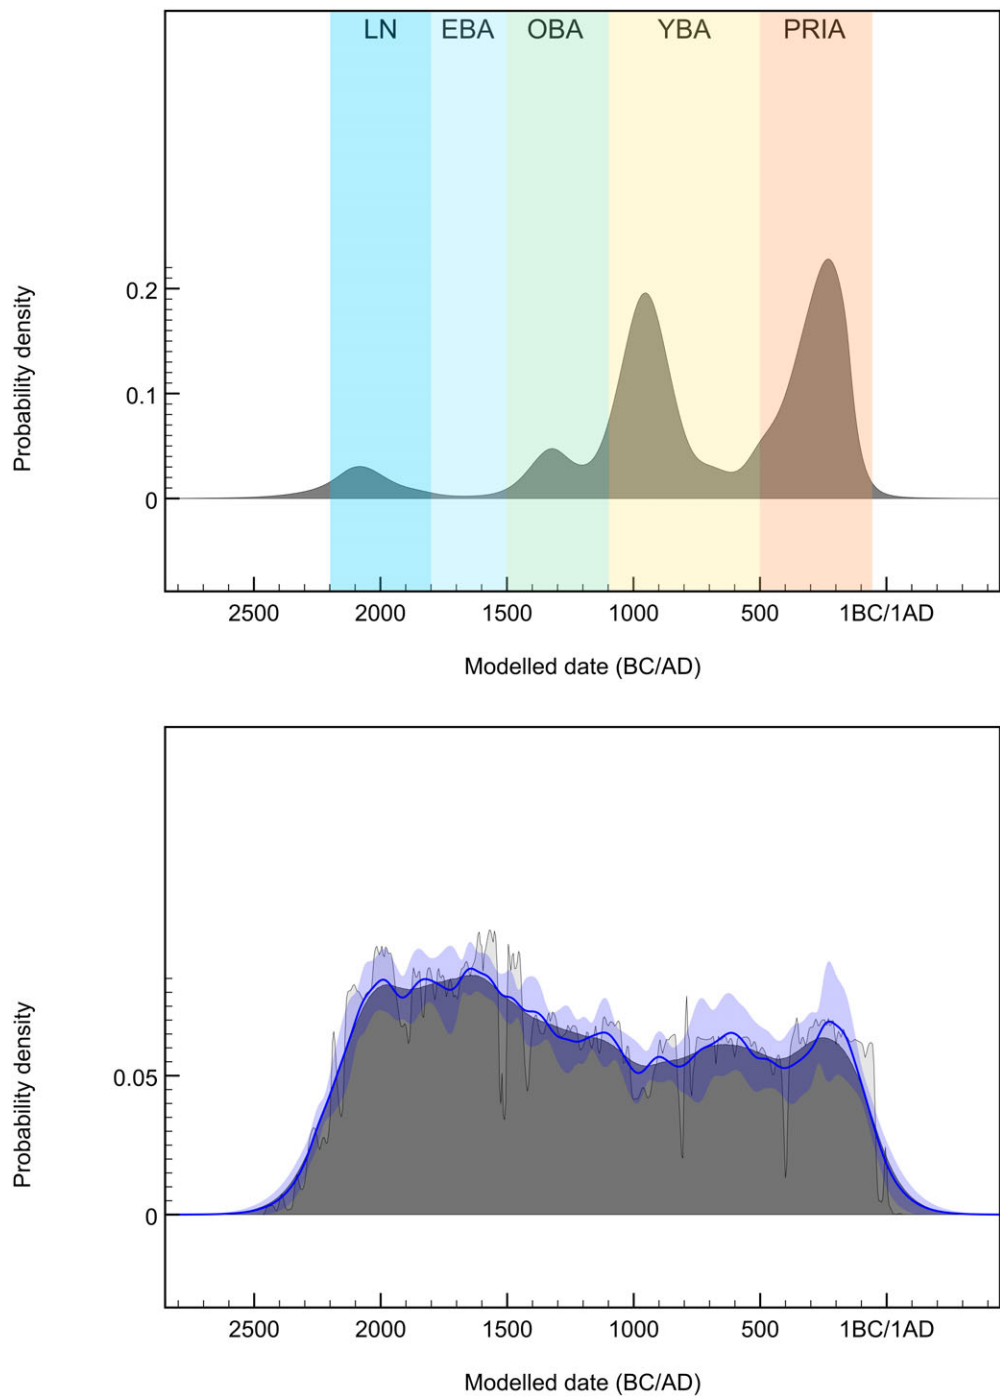 LN EBA OBA YBA PRIA
Probability density
0.2
0.1
0
2500 2000 1500 1000 500 1BC/1AD
Modelled date (BC/AD)
Probability density
0.05
0
2500 2000 1500 1000 500 1BC/1AD
Modelled date (BC/AD)